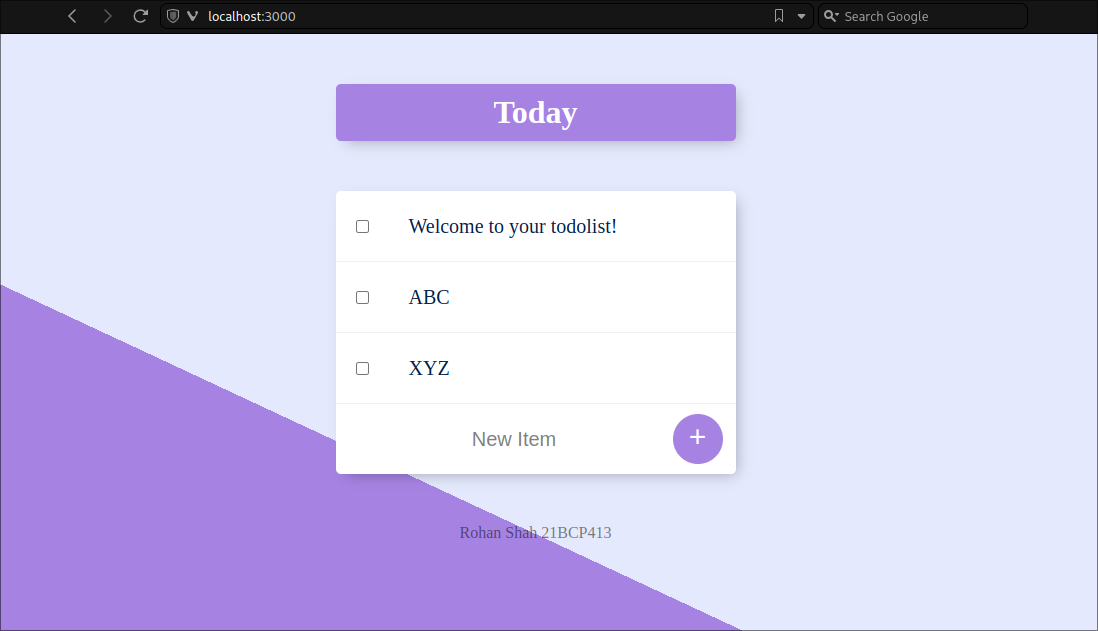 localhost:3000
Search Google
Today
Welcome to your todolist!
ABC
XYZ
New Item
+
Rohan Shah 21BCP413